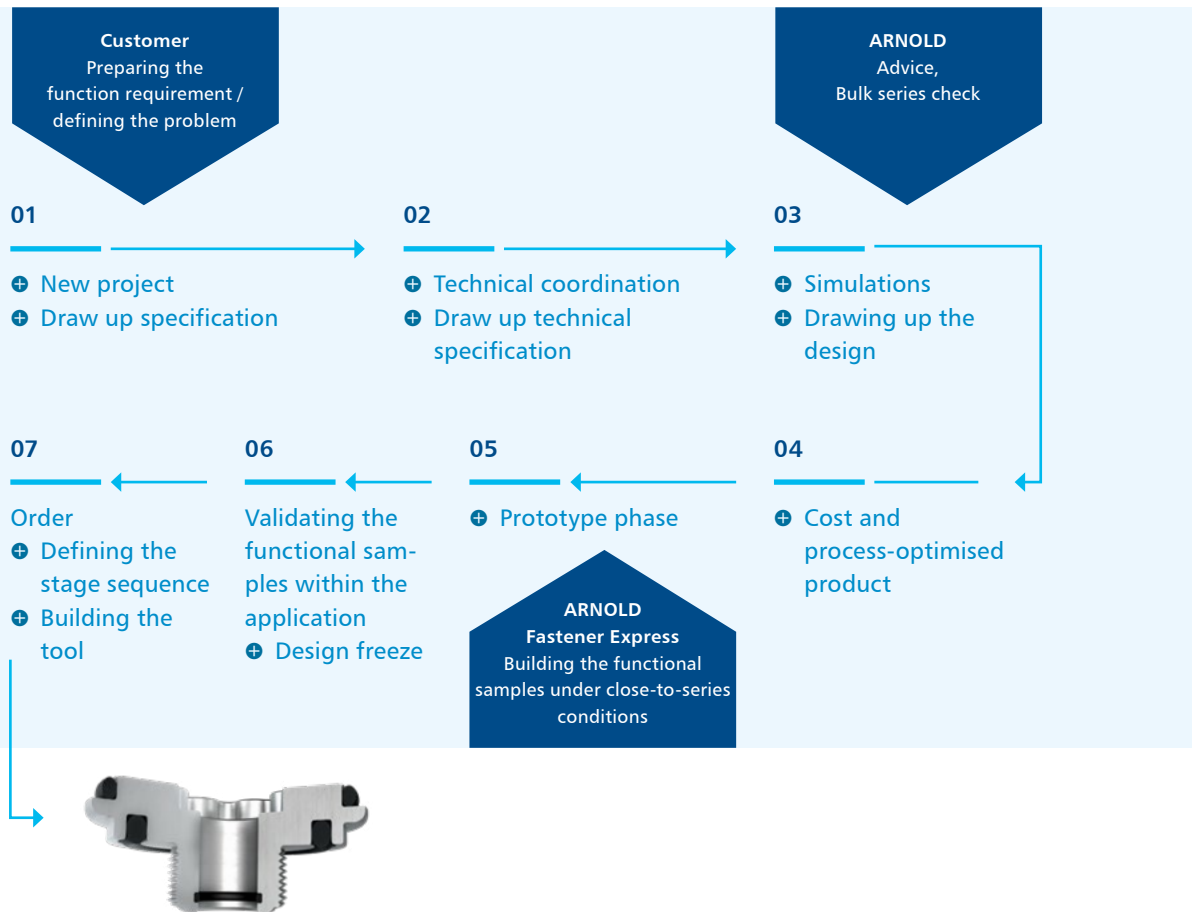 Customer
Preparing the
function requirement /
defining the problem
ARNOLD
Advice,
Bulk series check
01
New project
Draw up specification
02
Technical coordination
Draw up technical
specification
03
Simulations
Drawing up the
design
07
Order
Defining the
stage sequence
Building the
tool
06
Validating the
functional sam-
ples within the
application
Design freeze
05
Prototype phase
04
Cost and
process-optimised
product
ARNOLD
Fastener Express
Building the functional
samples under close-to-series
conditions